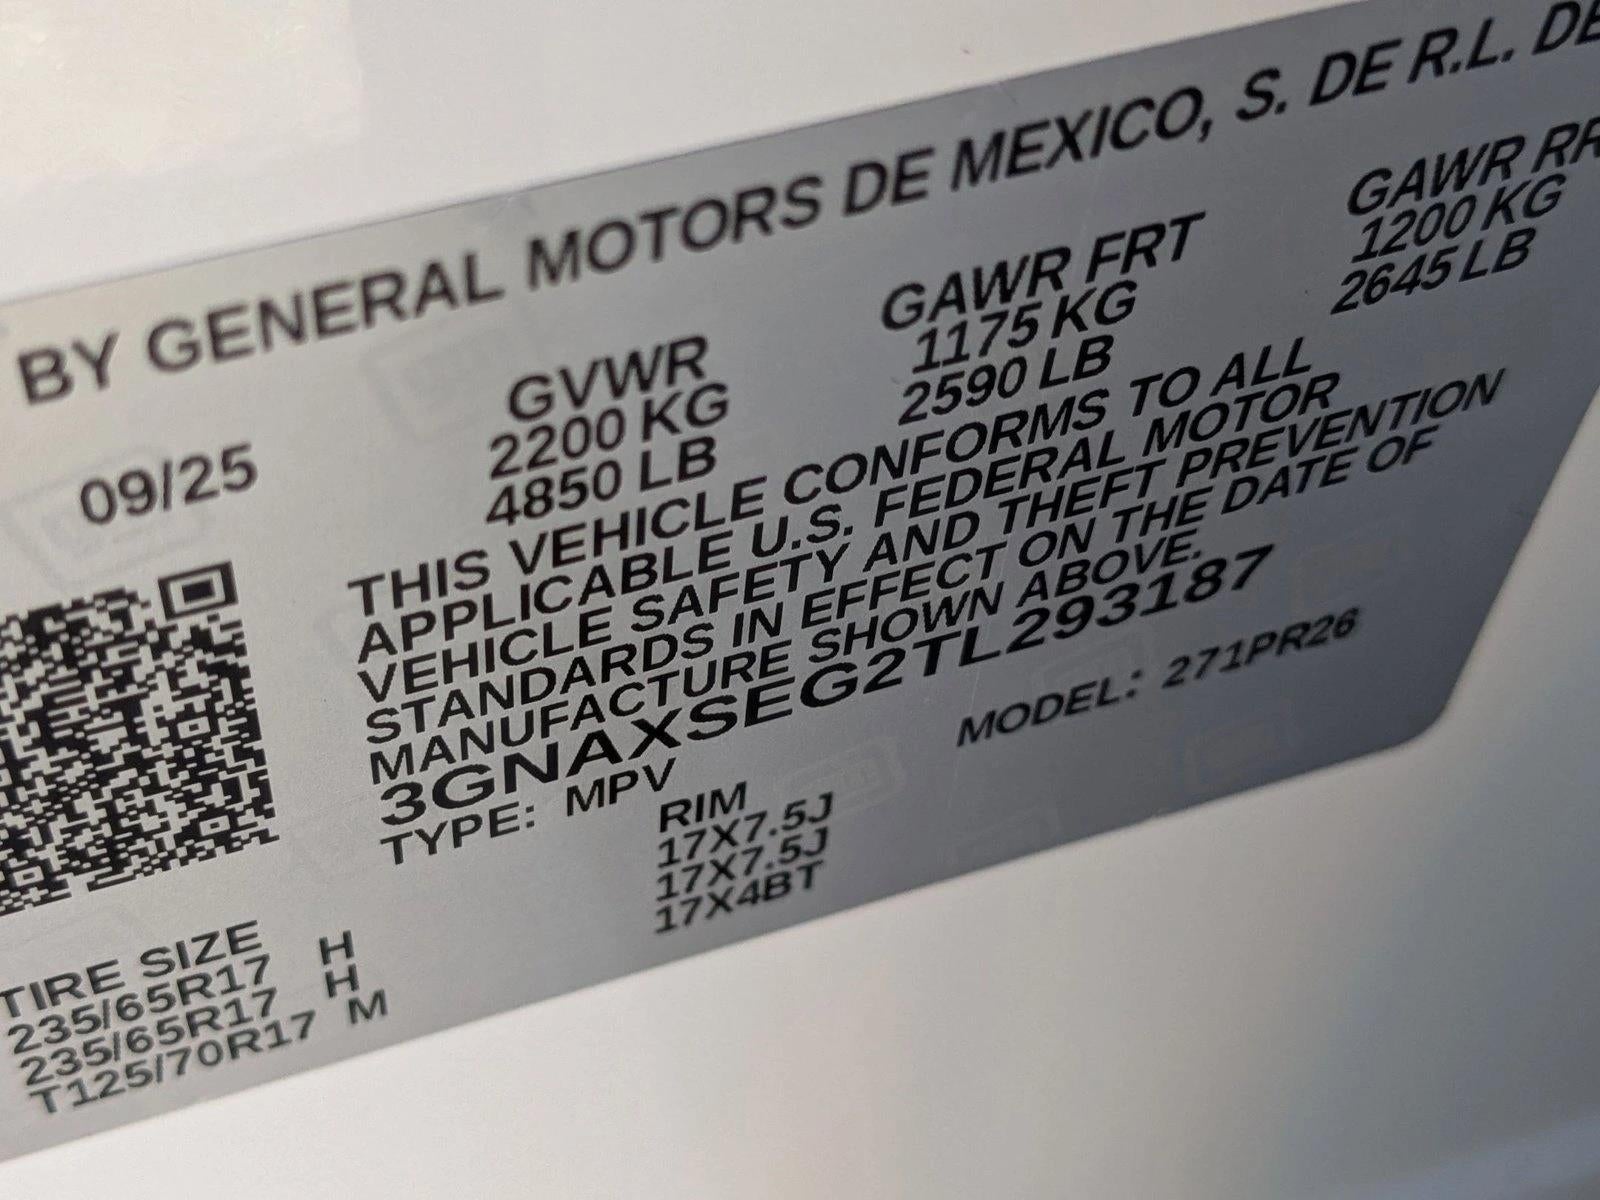 BY GENERAL MOTORS DE MEXICO, S. DE R.L. DE
09/25
GVWR
2200 KG
4850 LB
GAWR FRT
1175 KG
2590 LB
GAWR RR
1200 KG
2645 LB
THIS VEHICLE CONFORMS TO ALL
APPLICABLE U.S. FEDERAL MOTOR
VEHICLE SAFETY AND THEFT PREVENTION
STANDARDS IN EFFECT ON THE DATE OF
MANUFACTURE SHOWN ABOVE.
3GNAXSEG2TL293187
TYPE: MPV
MODEL: 271PR26
TIRE SIZE
235/65R17 H
235/65R17 H
T125/70R17 M
RIM
17X7.5J
17X7.5J
17X4BT